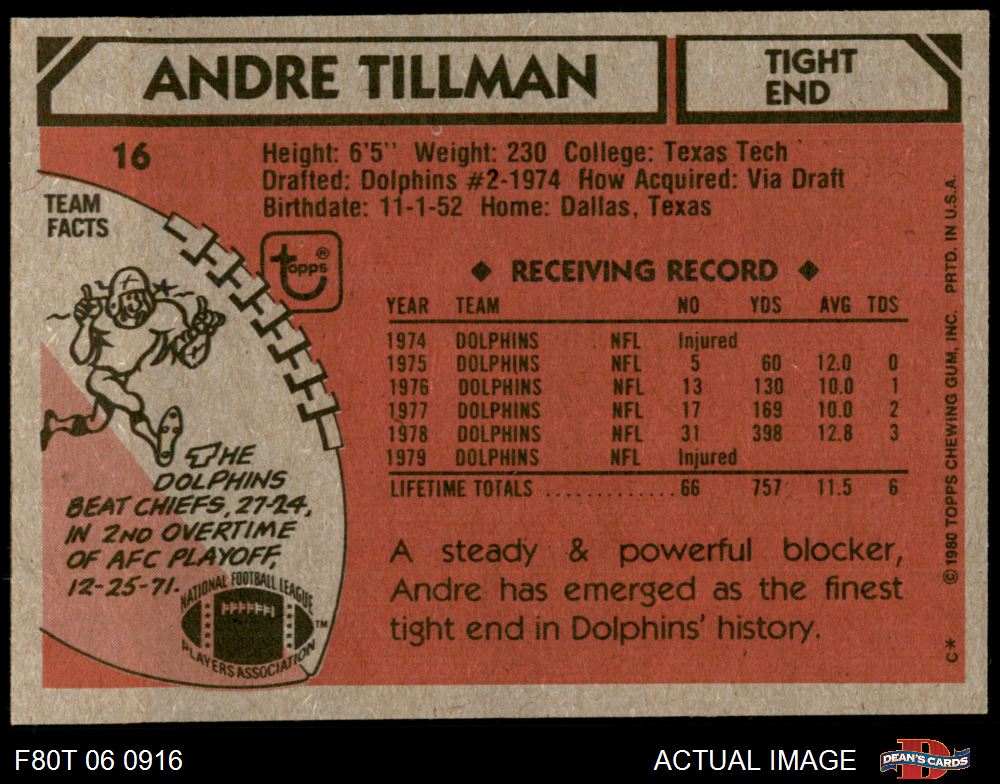 ANDRE TILLMAN
TIGHT
END
16
Height: 6'5" Weight: 230 College: Texas Tech
Drafted: Dolphins #2-1974 How Acquired: Via Draft
Birthdate: 11-1-52 Home: Dallas, Texas
TEAM
FACTS
topps®
◆ RECEIVING RECORD ◆
YEAR TEAM NO YDS AVG TDS
1974 DOLPHINS NFL Injured
1975 DOLPHINS NFL 5 60 12.0 0
1976 DOLPHINS NFL 13 130 10.0 1
1977 DOLPHINS NFL 17 169 10.0 2
1978 DOLPHINS NFL 31 398 12.8 3
1979 DOLPHINS NFL Injured
LIFETIME TOTALS ............. 66 757 11.5 6
THE
DOLPHINS
BEAT CHIEFS, 27-24,
IN 2ND OVERTIME
OF AFC PLAYOFF,
12-25-71.
NATIONAL FOOTBALL LEAGUE
PLAYERS ASSOCIATION
TM
A steady & powerful blocker,
Andre has emerged as the finest
tight end in Dolphins' history.
C* © 1980 TOPPS CHEWING GUM, INC. PRTD. IN U.S.A.
F80T 06 0916
ACTUAL IMAGE
DEAN'S CARDS